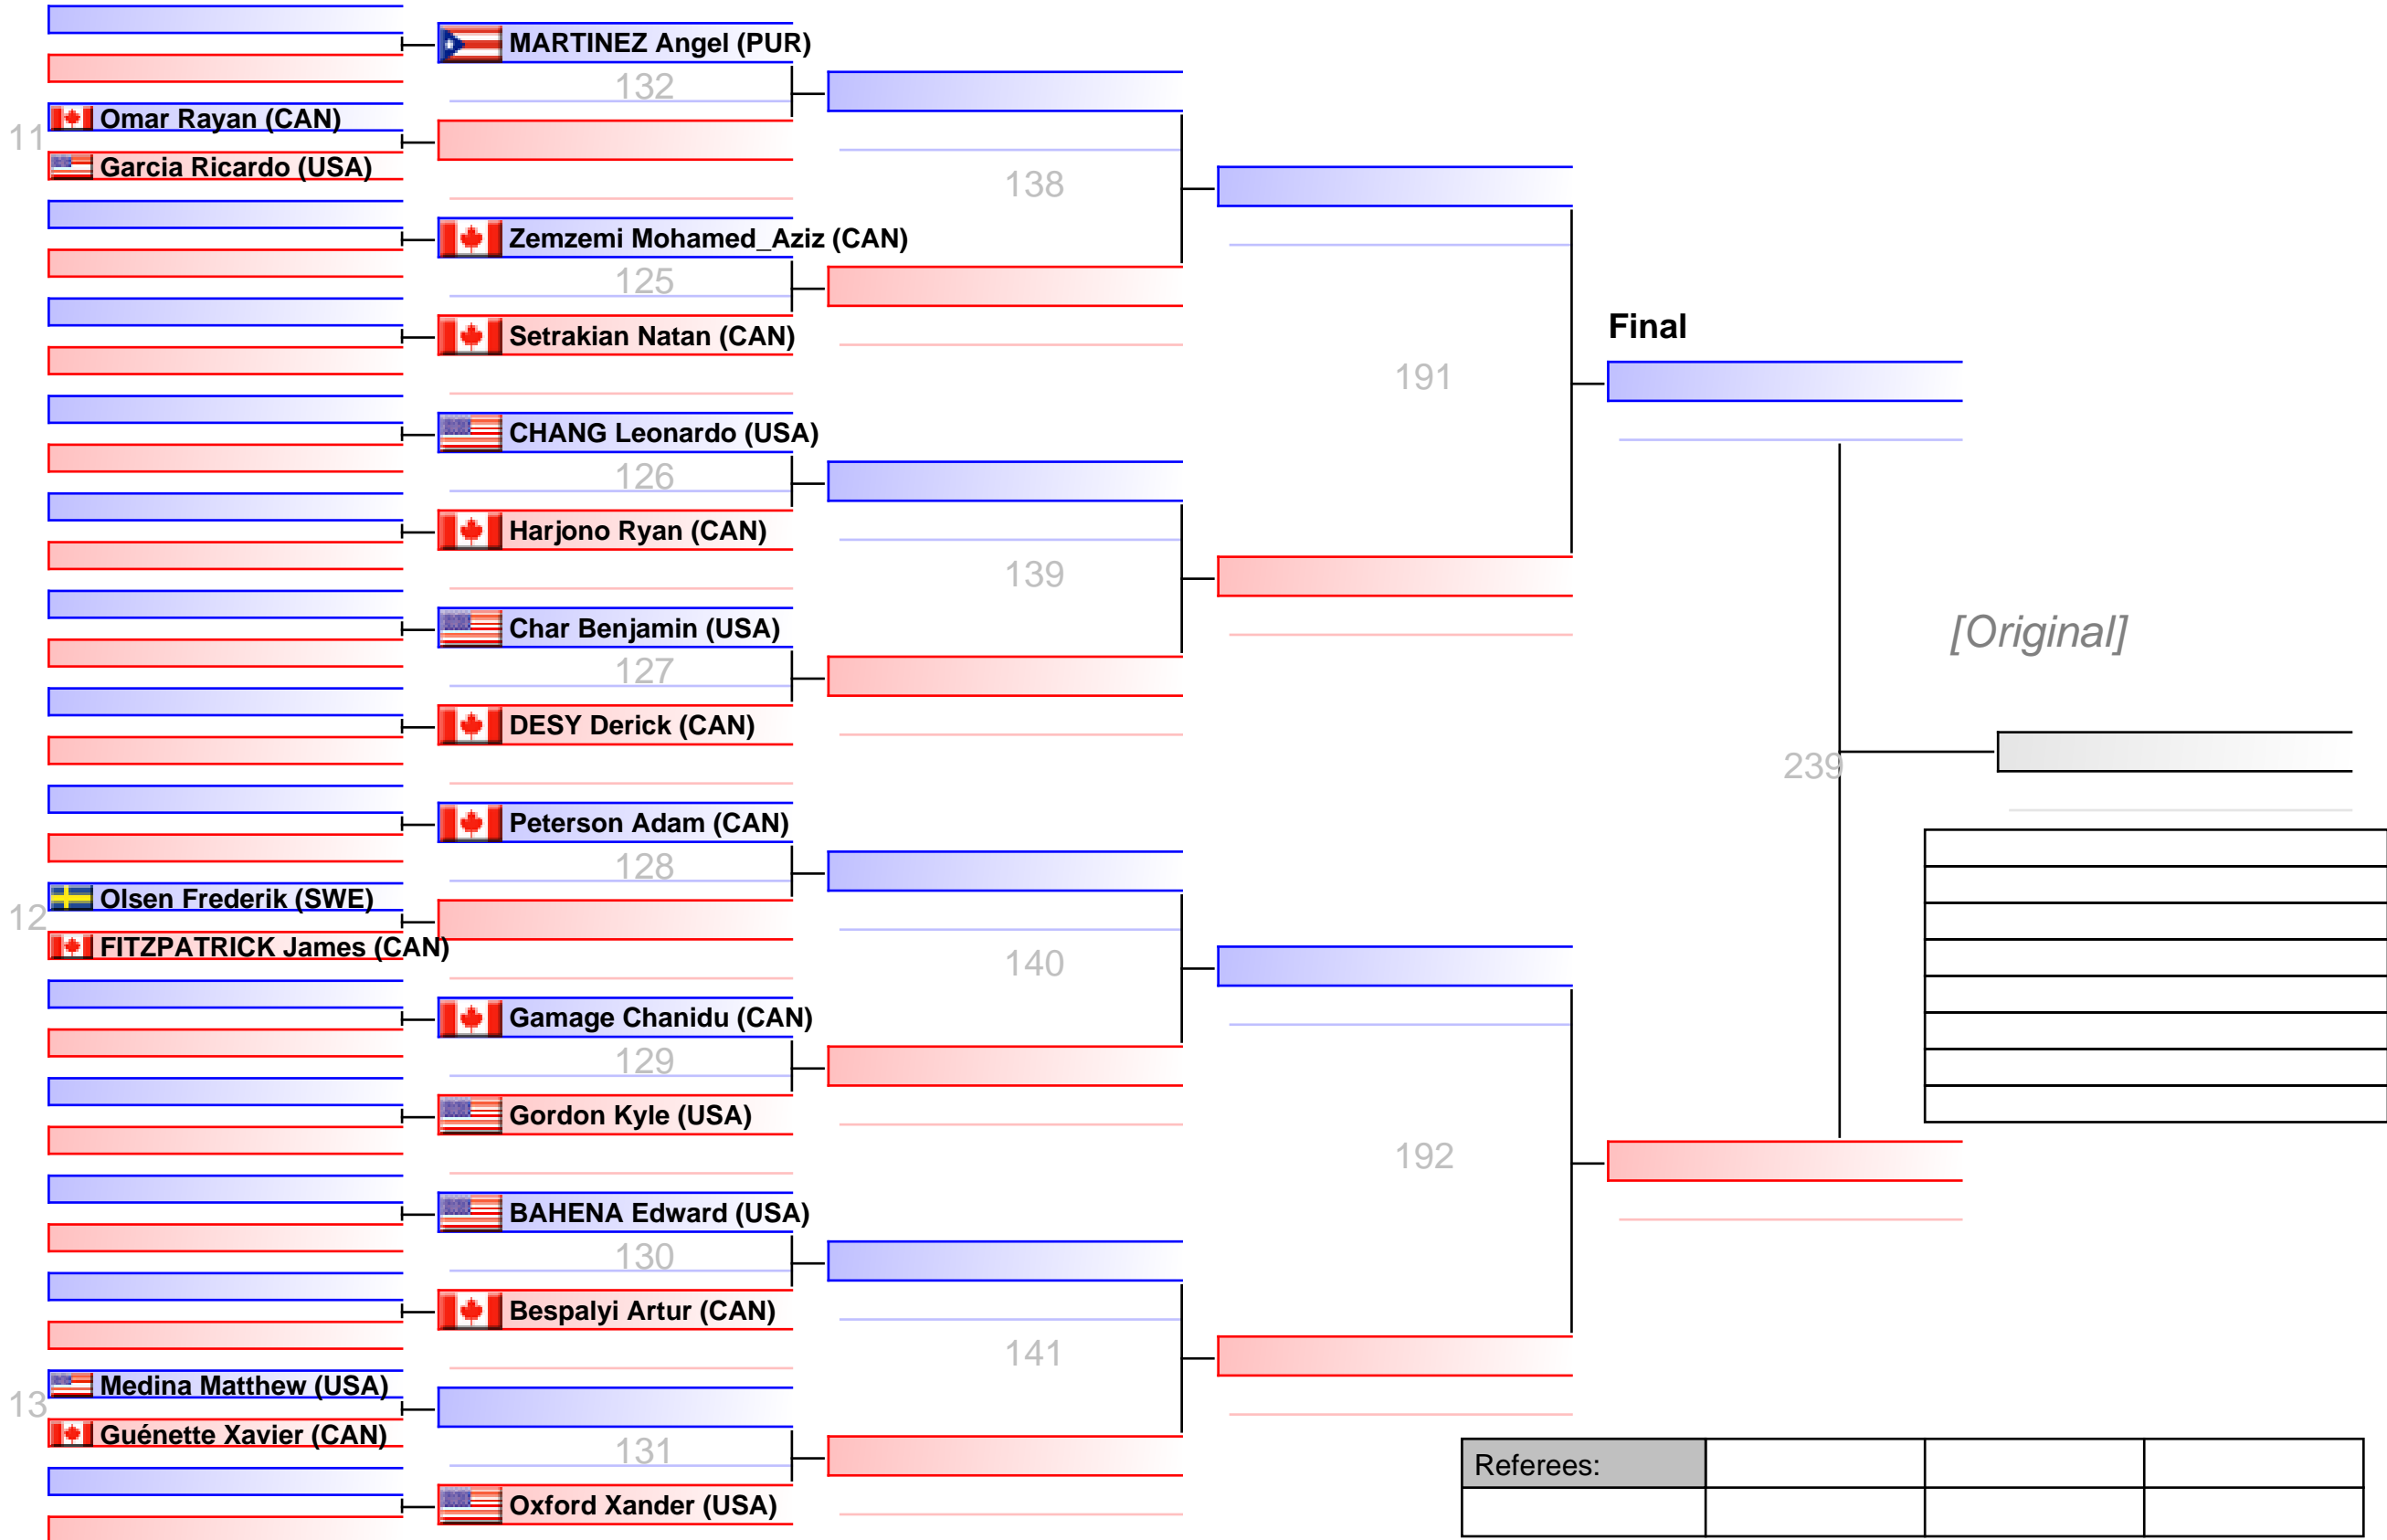 MARTINEZ Angel (PUR)
132
11
Omar Rayan (CAN)
Garcia Ricardo (USA)
138
Zemzemi Mohamed_Aziz (CAN)
125
Setrakian Natan (CAN)
Final
191
CHANG Leonardo (USA)
126
Harjono Ryan (CAN)
139
Char Benjamin (USA)
[Original]
127
DESY Derick (CAN)
239
Peterson Adam (CAN)
128
12
Olsen Frederik (SWE)
FITZPATRICK James (CAN)
140
Gamage Chanidu (CAN)
129
Gordon Kyle (USA)
192
BAHENA Edward (USA)
130
Bespalyi Artur (CAN)
141
13
Medina Matthew (USA)
Guénette Xavier (CAN)
131
Referees:
Oxford Xander (USA)